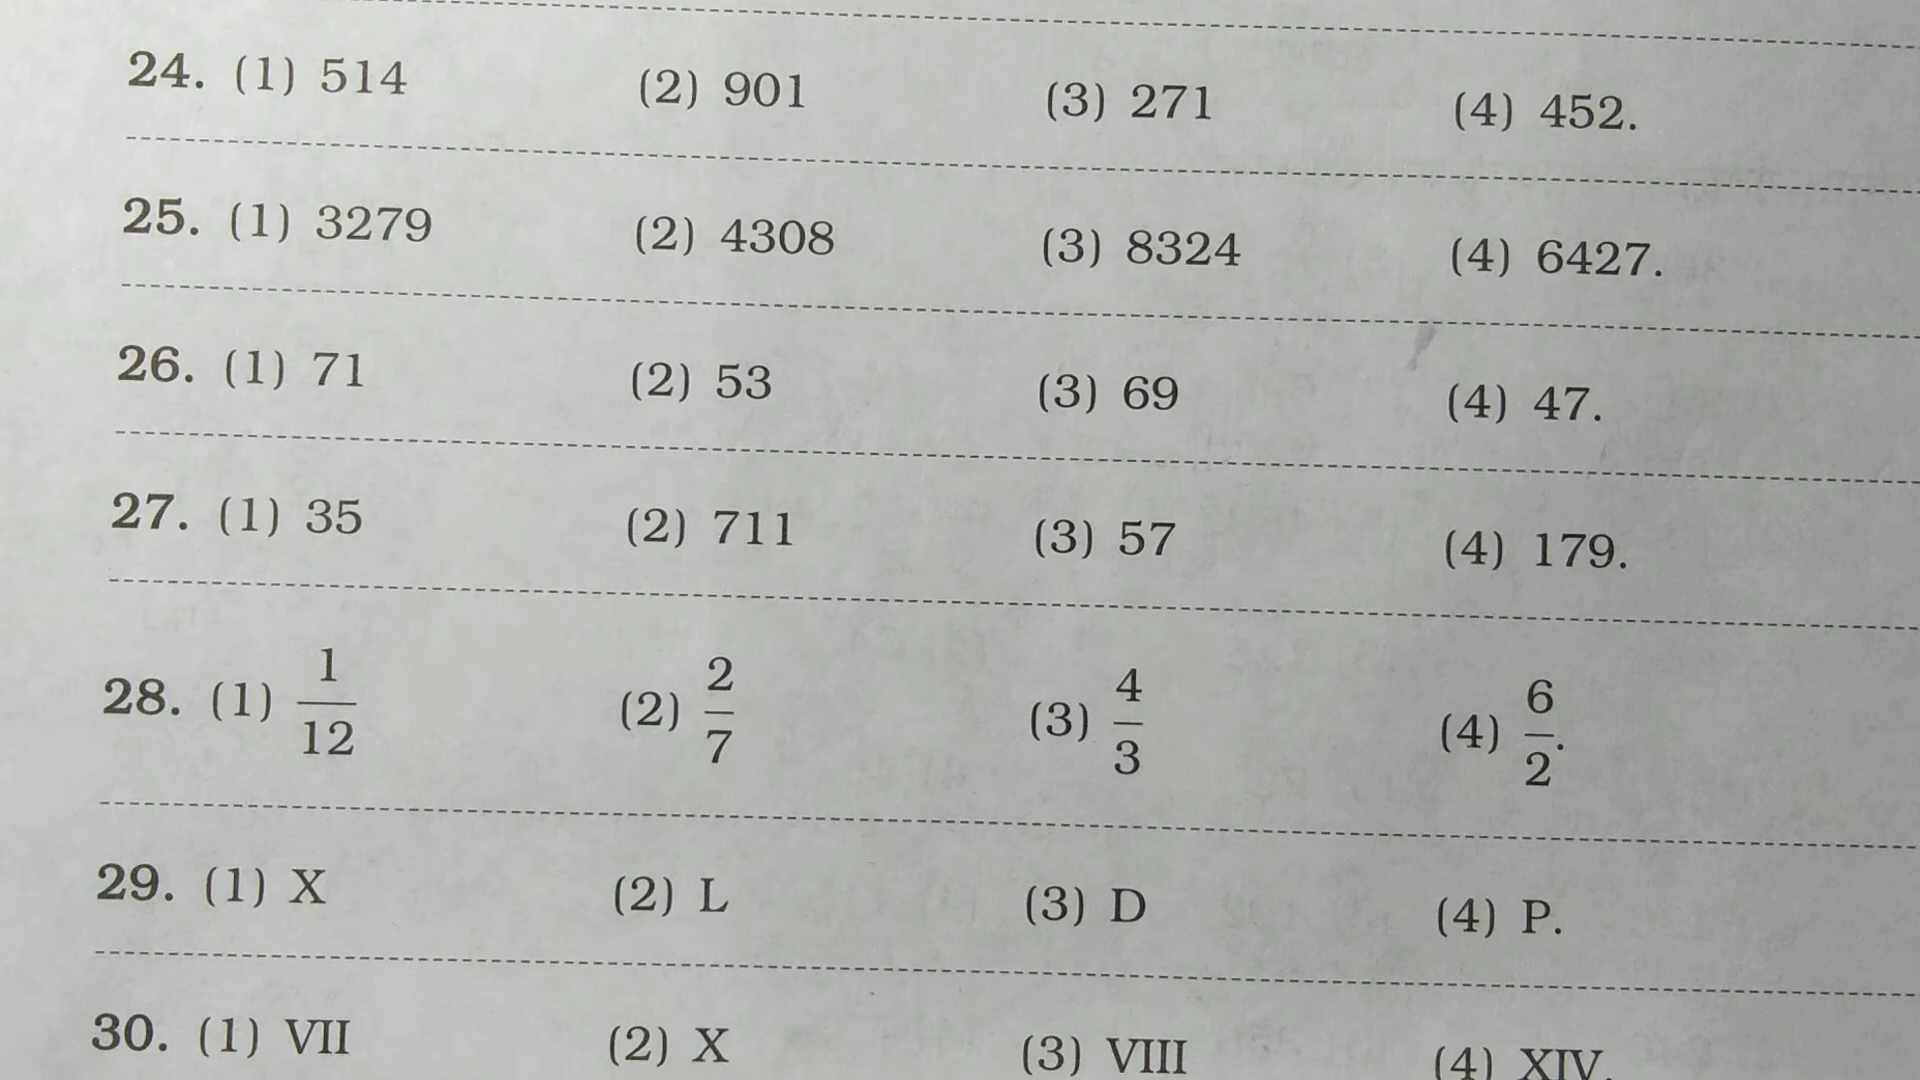 24. (1) 514 (2) 901 (3) 271 (4) 452.
25. (1) 3279 (2) 4308 (3) 8324 (4) 6427.
26. (1) 71 (2) 53 (3) 69 (4) 47.
27. (1) 35 (2) 711 (3) 57 (4) 179.
28. (1) 1/12 (2) 2/7 (3) 4/3 (4) 6/2.
29. (1) X (2) L (3) D (4) P.
30. (1) VII (2) X (3) VIII (4) XIV.